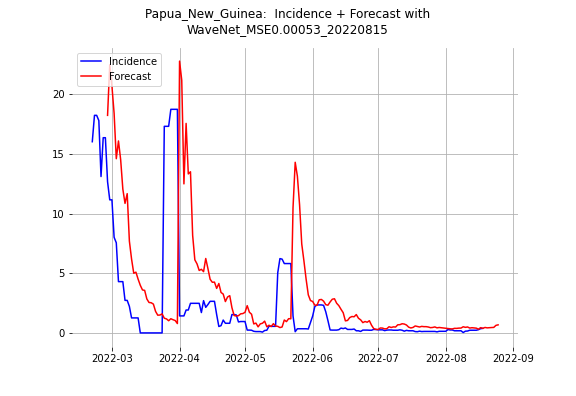 Papua_New_Guinea:  Incidence + Forecast with
WaveNet_MSE0.00053_20220815
Incidence
Forecast
20
15
10
5
0
2022-03 2022-04 2022-05 2022-06 2022-07 2022-08 2022-09